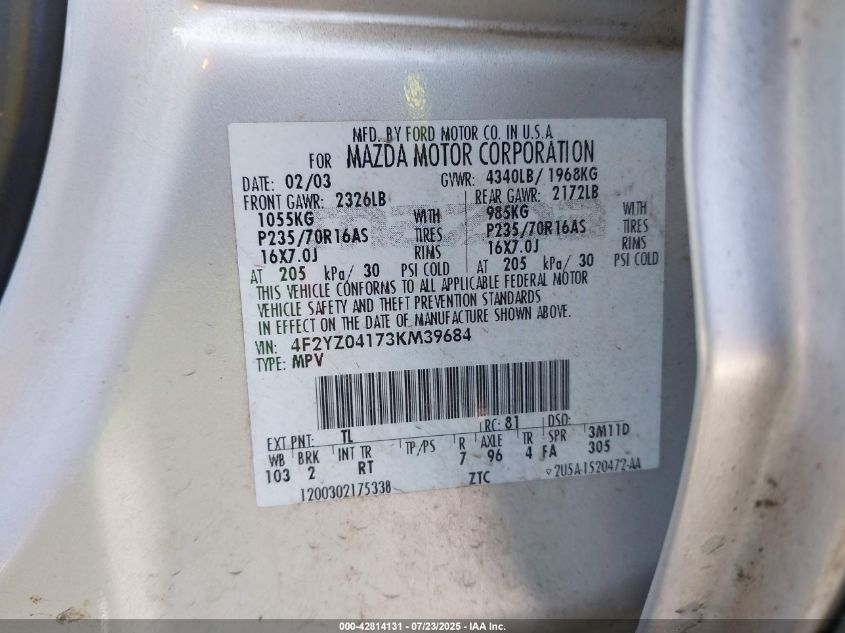 MFD. BY FORD MOTOR CO. IN U.S.A.
FOR MAZDA MOTOR CORPORATION
DATE: 02/03 GVWR: 4340LB/ 1968KG
FRONT GAWR: 2326LB REAR GAWR: 2172LB
1055KG WITH 985KG WITH
P235/70R16AS TIRES P235/70R16AS TIRES
16X7.0J RIMS 16X7.0J RIMS
AT 205 kPa/ 30 PSI COLD AT 205 kPa/ 30 PSI COLD
THIS VEHICLE CONFORMS TO ALL APPLICABLE FEDERAL MOTOR
VEHICLE SAFETY AND THEFT PREVENTION STANDARDS
IN EFFECT ON THE DATE OF MANUFACTURE SHOWN ABOVE.
VIN: 4F2YZ04173KM39684
TYPE: MPV
EXT PNT: TL RC: 81 DSO:
WB BRK INT TR TP/PS R AXLE TR SPR 3M11D
103 2 RT 7 96 4 FA 305
1200302175338 ZTC 2U5A-1520472-AA
000-42814131 - 07/23/2025 - IAA Inc.